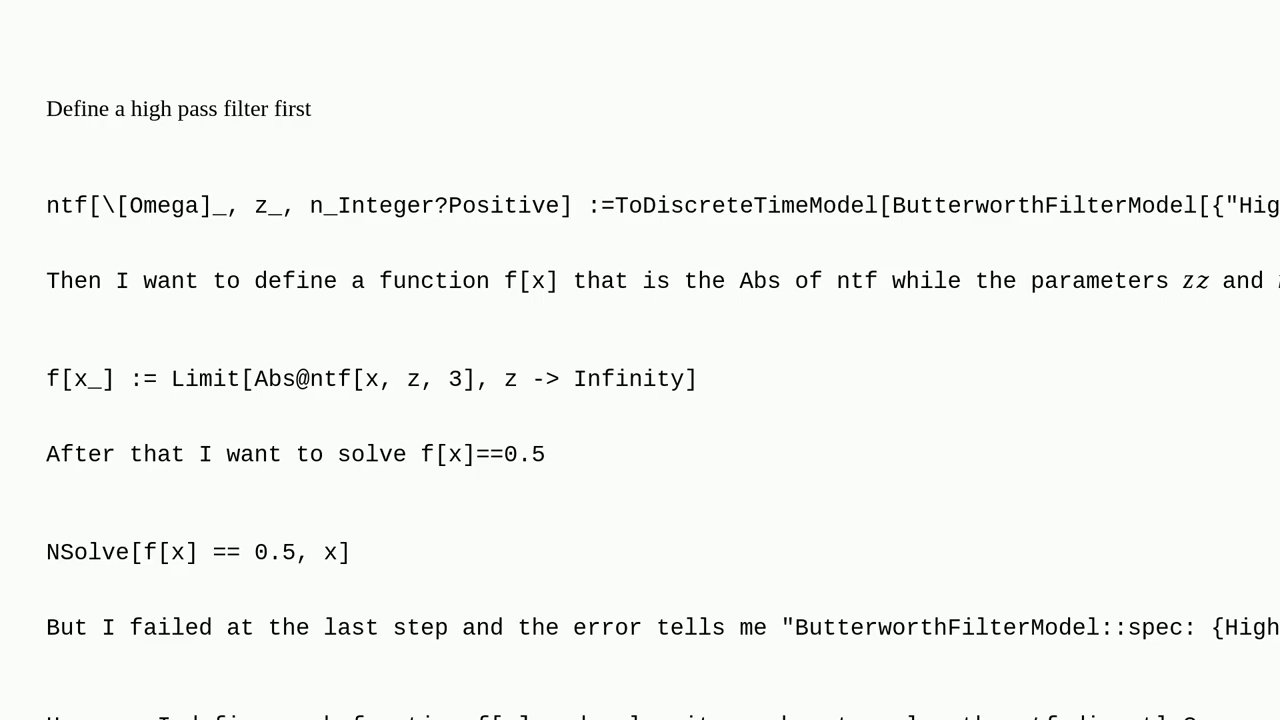 Define a high pass filter first
ntf[\[Omega]_, z_, n_Integer?Positive] :=ToDiscreteTimeModel[ButterworthFilterModel[{"Hig
Then I want to define a function f[x] that is the Abs of ntf while the parameters zz and
f[x_] := Limit[Abs@ntf[x, z, 3], z -> Infinity]
After that I want to solve f[x]==0.5
NSolve[f[x] == 0.5, x]
But I failed at the last step and the error tells me "ButterworthFilterModel::spec: {High